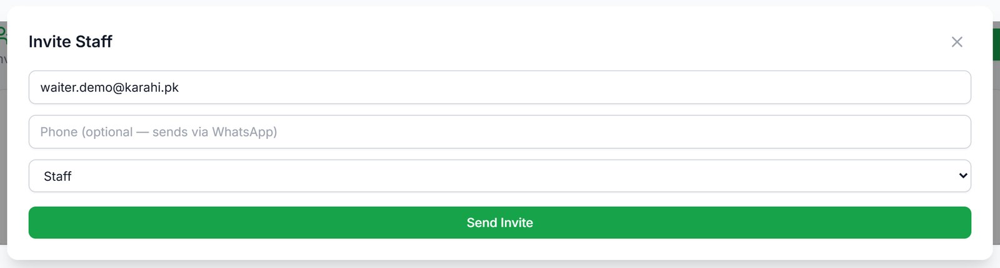 Invite Staff
waiter.demo@karahi.pk
Phone (optional — sends via WhatsApp)
Staff
Send Invite